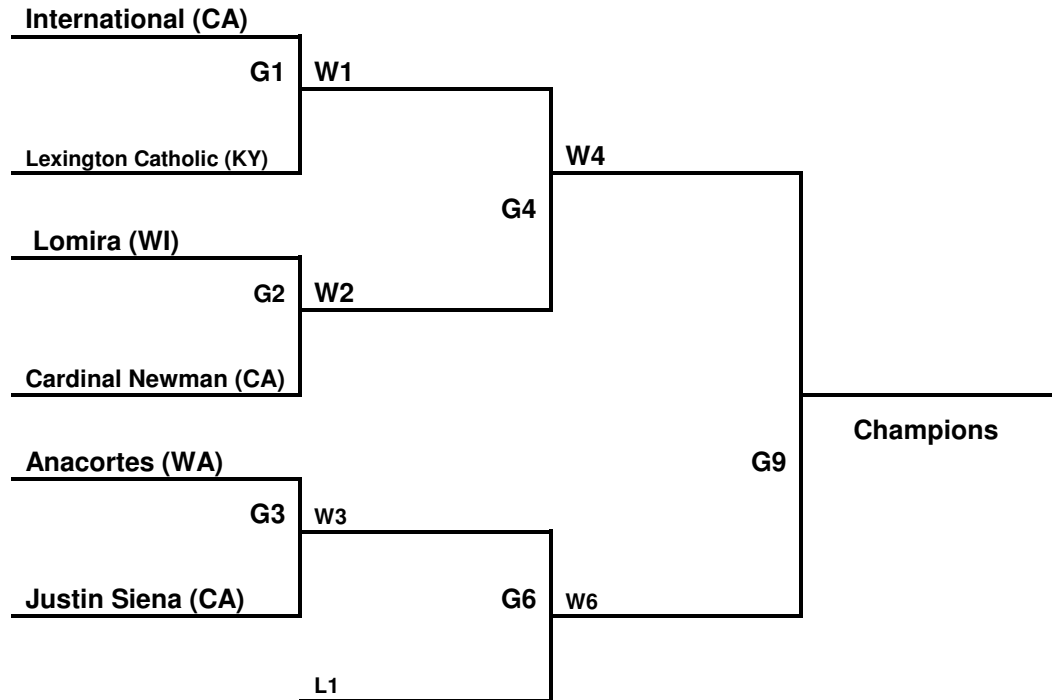 International (CA)
G1 W1
Lexington Catholic (KY)
W4
G4
Lomira (WI)
G2 W2
Cardinal Newman (CA)
Champions
Anacortes (WA)
G9
G3 W3
Justin Siena (CA)
G6 W6
L1